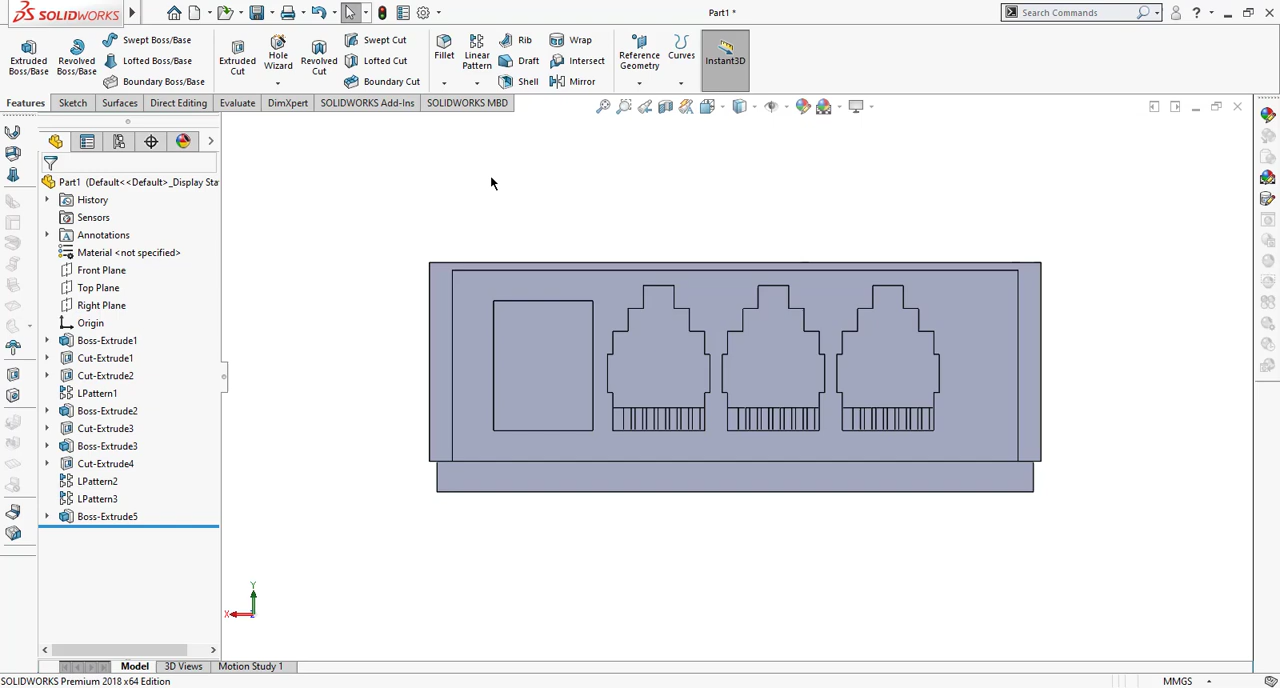 SOLIDWORKS
Part1 *
Search Commands
Extruded Boss/Base
Revolved Boss/Base
Swept Boss/Base
Lofted Boss/Base
Boundary Boss/Base
Extruded Cut
Hole Wizard
Revolved Cut
Swept Cut
Lofted Cut
Boundary Cut
Fillet
Linear Pattern
Rib
Draft
Shell
Wrap
Intersect
Mirror
Reference Geometry
Curves
Instant3D
Features
Sketch
Surfaces
Direct Editing
Evaluate
DimXpert
SOLIDWORKS Add-Ins
SOLIDWORKS MBD
Part1 (Default<<Default>_Display Sta
History
Sensors
Annotations
Material <not specified>
Front Plane
Top Plane
Right Plane
Origin
Boss-Extrude1
Cut-Extrude1
Cut-Extrude2
LPattern1
Boss-Extrude2
Cut-Extrude3
Boss-Extrude3
Cut-Extrude4
LPattern2
LPattern3
Boss-Extrude5
Y
X
Model
3D Views
Motion Study 1
SOLIDWORKS Premium 2018 x64 Edition
MMGS